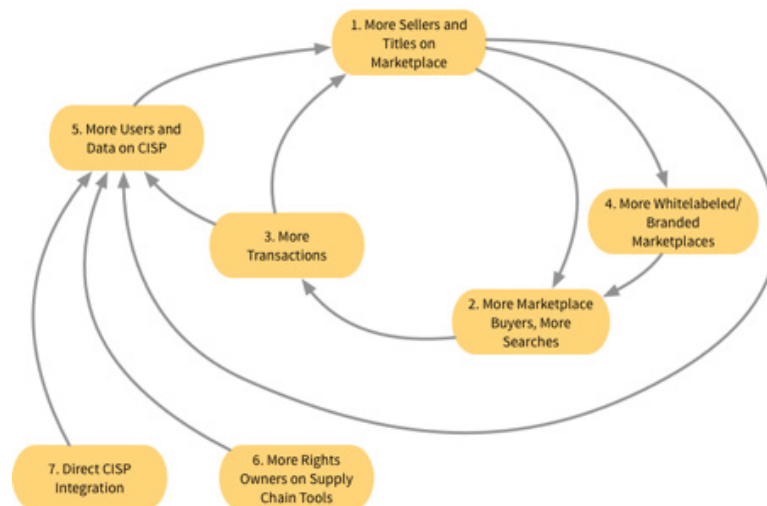 1. More Sellers and
Titles on
Marketplace
5. More Users and
Data on CISP
4. More Whitelabeled/
Branded
Marketplaces
3. More
Transactions
2. More Marketplace
Buyers, More
Searches
7. Direct CISP
Integration
6. More Rights
Owners on Supply
Chain Tools